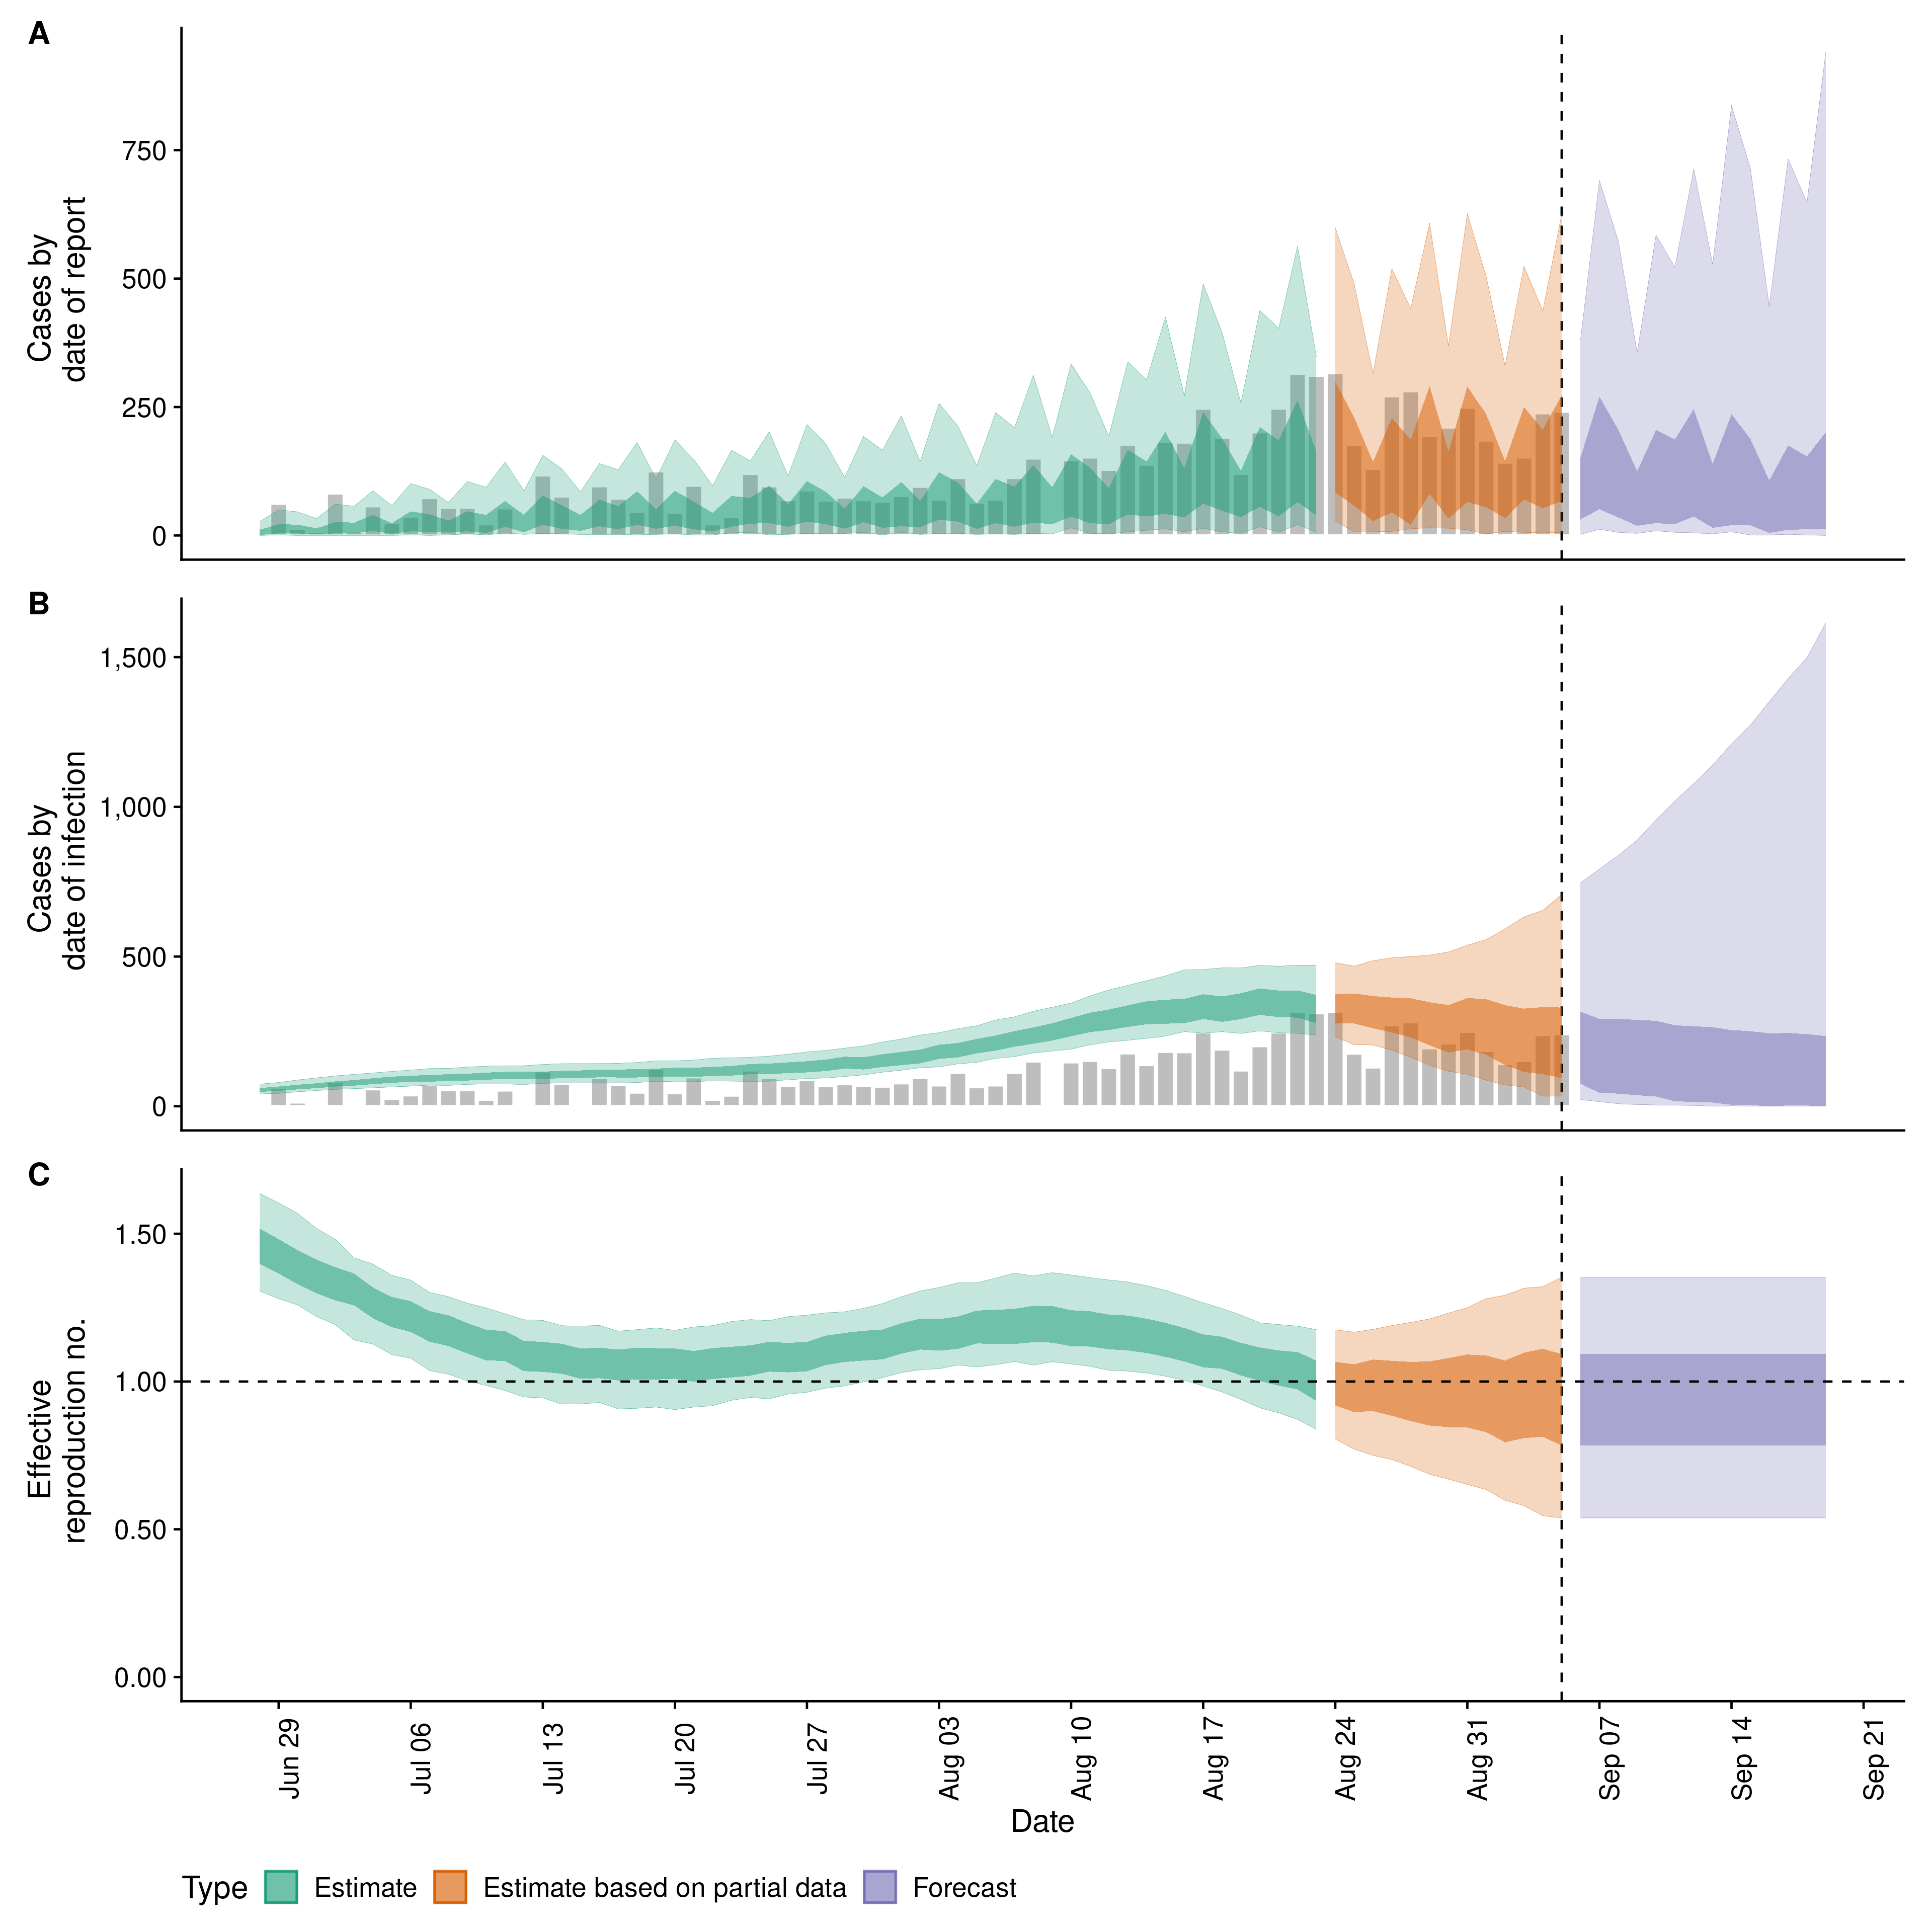 A
Cases by
date of report
750
500
250
0
B
Cases by
date of infection
1,500
1,000
500
0
C
Effective
reproduction no.
1.50
1.00
0.50
0.00
Jun 29
Jul 06
Jul 13
Jul 20
Jul 27
Aug 03
Aug 10
Aug 17
Aug 24
Aug 31
Sep 07
Sep 14
Sep 21
Date
Type Estimate Estimate based on partial data Forecast